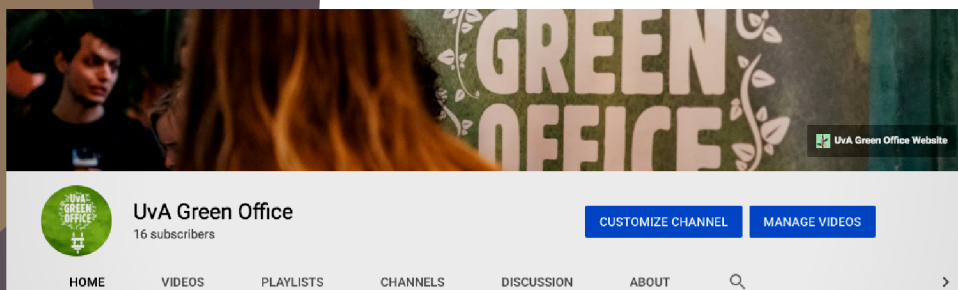 GREEN
OFFICE
UvA Green Office Website
UvA
GREEN
OFFICE
UvA Green Office
16 subscribers
CUSTOMIZE CHANNEL
MANAGE VIDEOS
HOME
VIDEOS
PLAYLISTS
CHANNELS
DISCUSSION
ABOUT